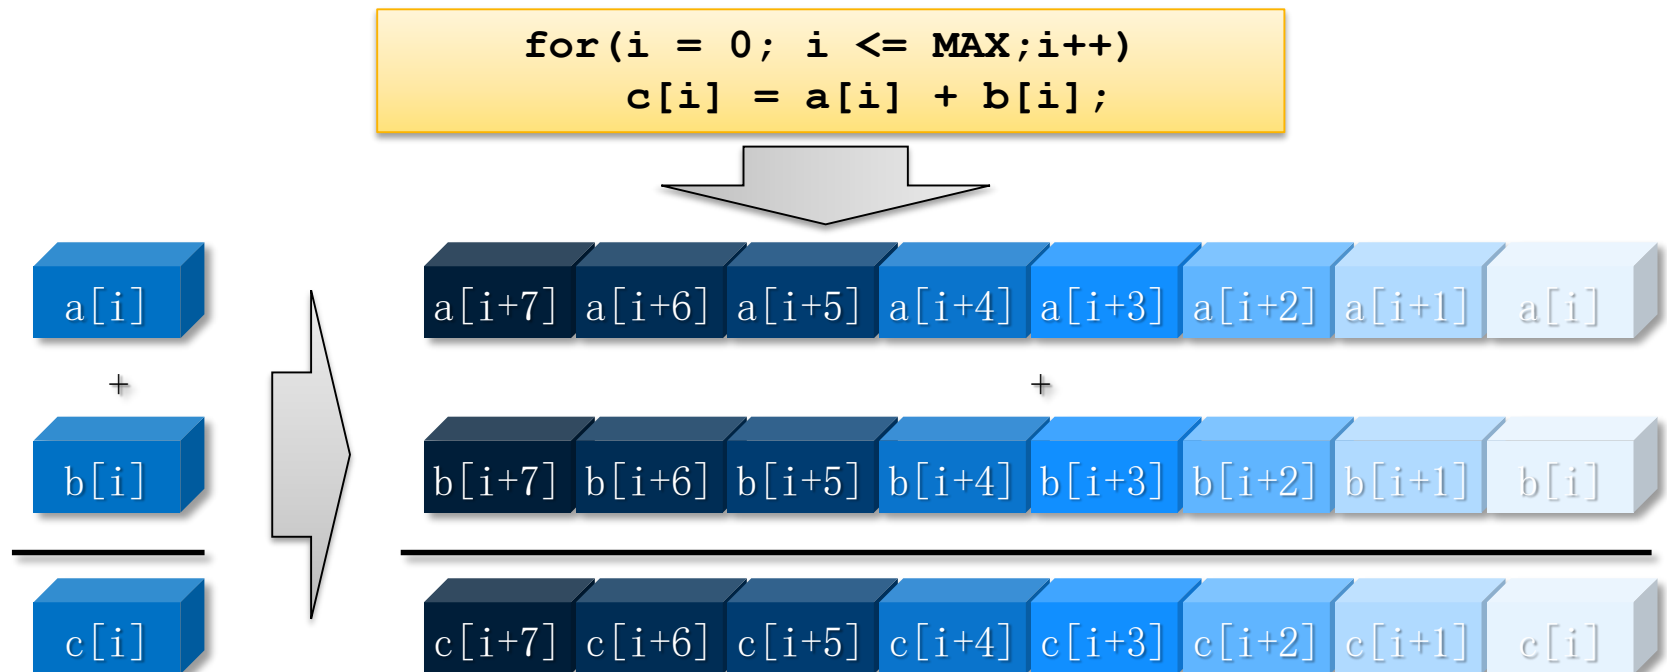 for(i = 0; i <= MAX;i++)
c[i] = a[i] + b[i];
a[i]
a[i+7] a[i+6] a[i+5] a[i+4] a[i+3] a[i+2] a[i+1] a[i]
+
+
b[i]
b[i+7] b[i+6] b[i+5] b[i+4] b[i+3] b[i+2] b[i+1] b[i]
c[i]
c[i+7] c[i+6] c[i+5] c[i+4] c[i+3] c[i+2] c[i+1] c[i]